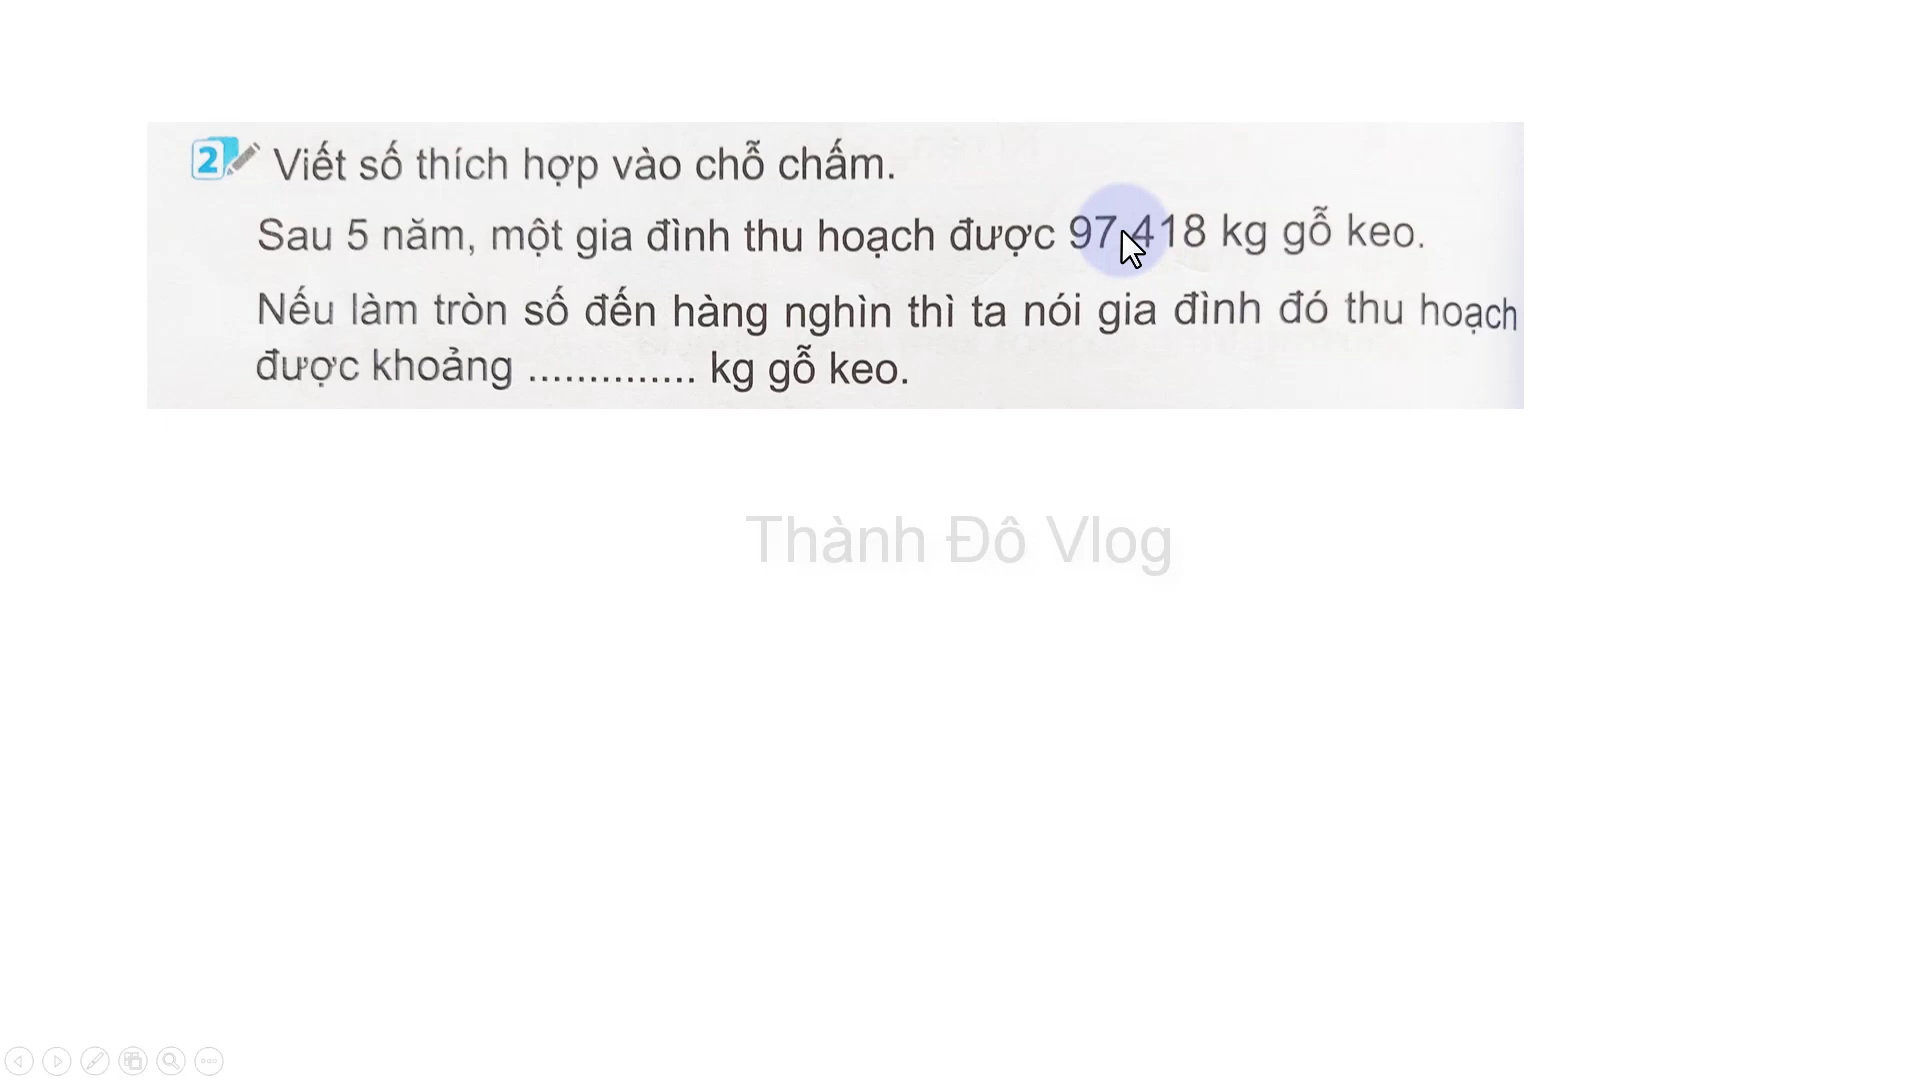 2 Viết số thích hợp vào chỗ chấm.
Sau 5 năm, một gia đình thu hoạch được 97 418 kg gỗ keo.
Nếu làm tròn số đến hàng nghìn thì ta nói gia đình đó thu hoạch
được khoảng .............. kg gỗ keo.
Thành Đô Vlog